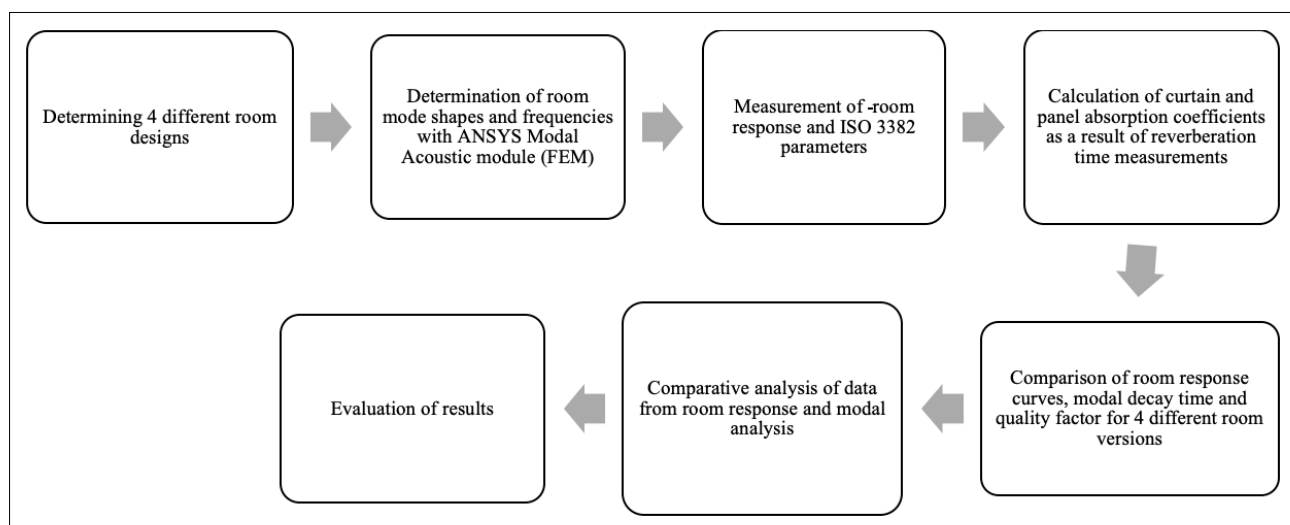 Determining 4 different room
designs
Determination of room
mode shapes and frequencies
with ANSYS Modal
Acoustic module (FEM)
Measurement of -room
response and ISO 3382
parameters
Calculation of curtain and
panel absorption coefficients
as a result of reverberation
time measurements
Comparison of room response
curves, modal decay time and
quality factor for 4 different room
versions
Comparative analysis of data
from room response and modal
analysis
Evaluation of results